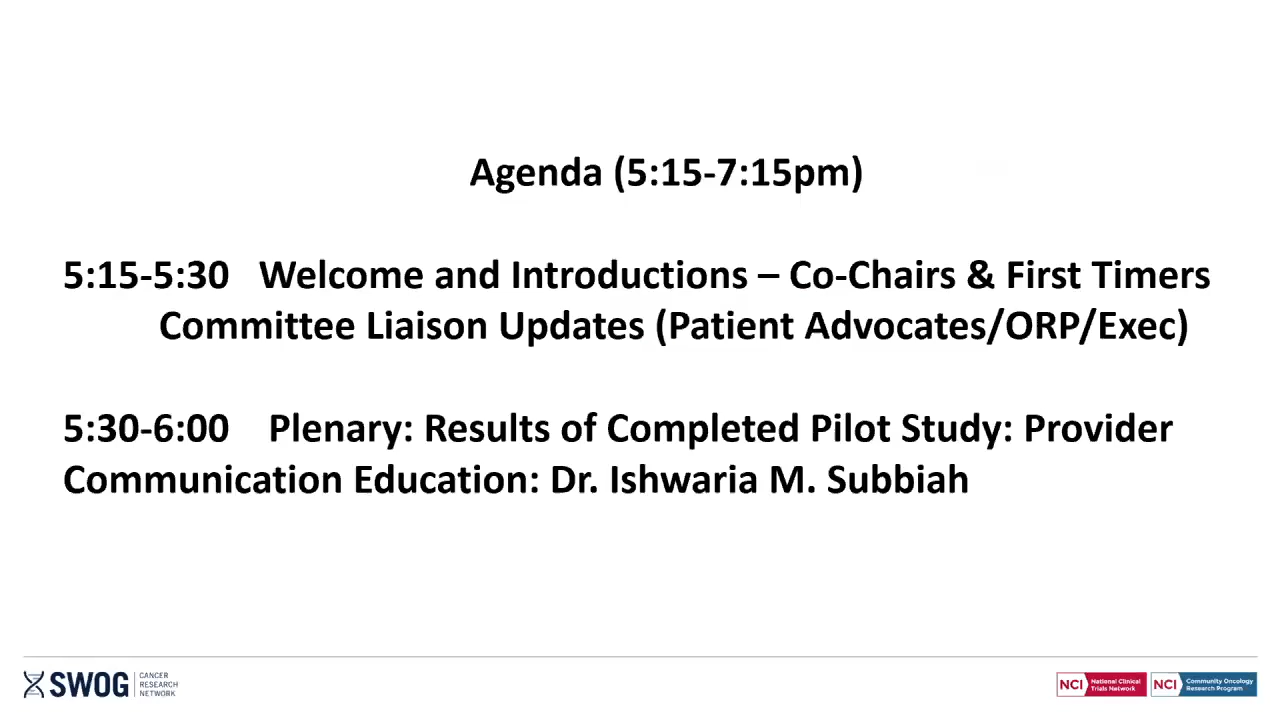 Agenda (5:15-7:15pm)
5:15-5:30 Welcome and Introductions – Co-Chairs & First Timers
Committee Liaison Updates (Patient Advocates/ORP/Exec)
5:30-6:00 Plenary: Results of Completed Pilot Study: Provider
Communication Education: Dr. Ishwaria M. Subbiah
SWOG
CANCER
RESEARCH
NETWORK
NCI
National Clinical
Trials Network
NCI
Community Oncology
Research Program